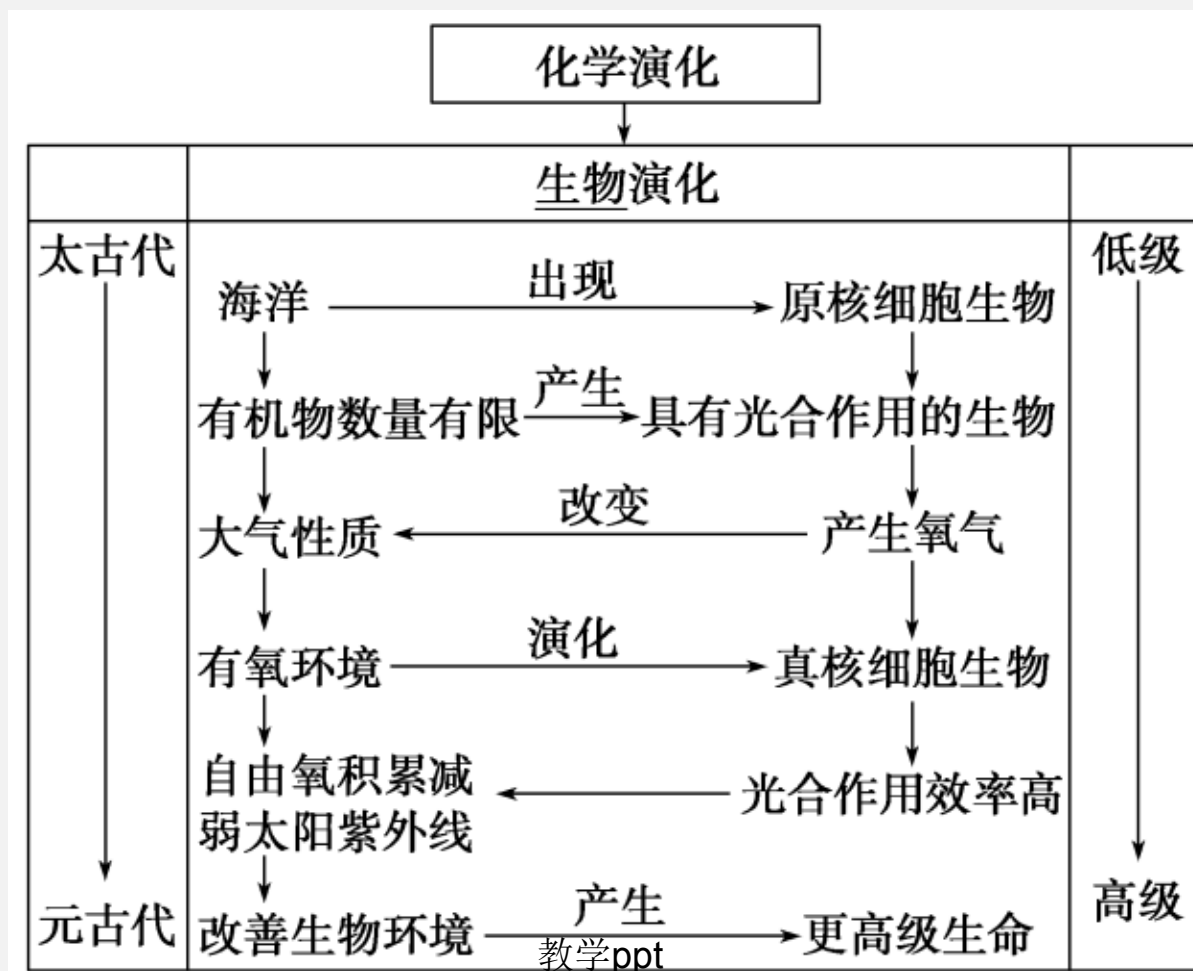 化学演化
生物演化
太古代
低级
出现
海洋
原核细胞生物
产生
有机物数量有限
具有光合作用的生物
改变
大气性质
产生氧气
演化
有氧环境
真核细胞生物
自由氧积累减
弱太阳紫外线
光合作用效率高
产生
元古代
改善生物环境
更高级生命
高级
教学ppt